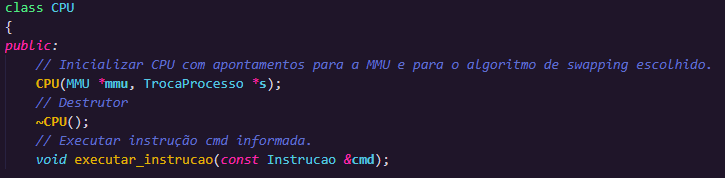 class CPU
{
public:
// Inicializar CPU com apontamentos para a MMU e para o algoritmo de swapping escolhido.
CPU(MMU *mmu, TrocaProcesso *s);
// Destrutor
~CPU();
// Executar instrução cmd informada.
void executar_instrucao(const Instrucao &cmd);